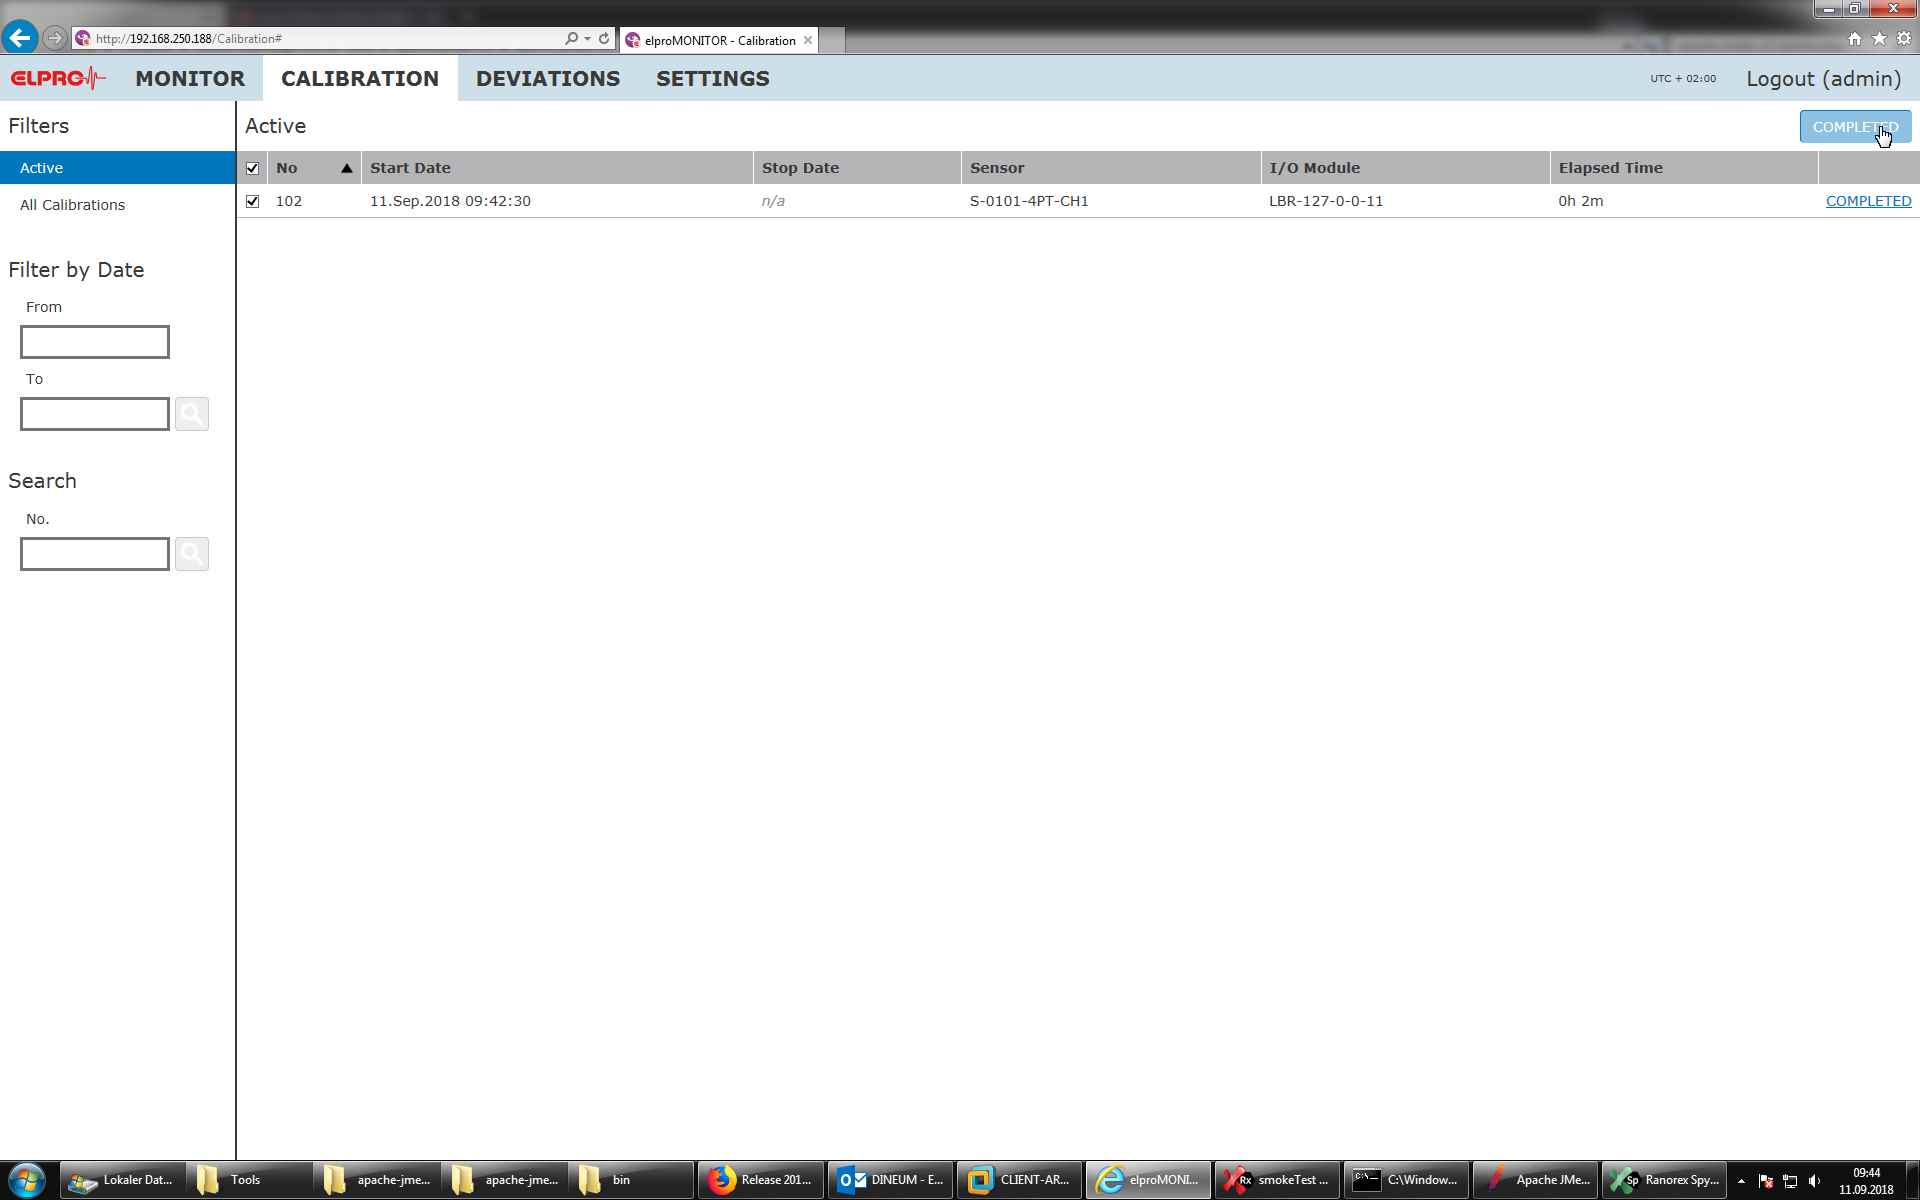 http://192.168.250.188/Calibration#
elproMONITOR - Calibration
ELPRO
MONITOR
CALIBRATION
DEVIATIONS
SETTINGS
UTC + 02:00
Logout (admin)
Filters
Active
COMPLETED
Active
No
Start Date
Stop Date
Sensor
I/O Module
Elapsed Time
All Calibrations
102
11.Sep.2018 09:42:30
n/a
S-0101-4PT-CH1
LBR-127-0-0-11
0h 2m
COMPLETED
Filter by Date
From
To
Search
No.
Lokaler Dat...
Tools
apache-jme...
apache-jme...
bin
Release 201...
DINEUM - E...
CLIENT-AR...
elproMONI...
smokeTest ...
C:\Window...
Apache JMe...
Ranorex Spy...
09:44
11.09.2018